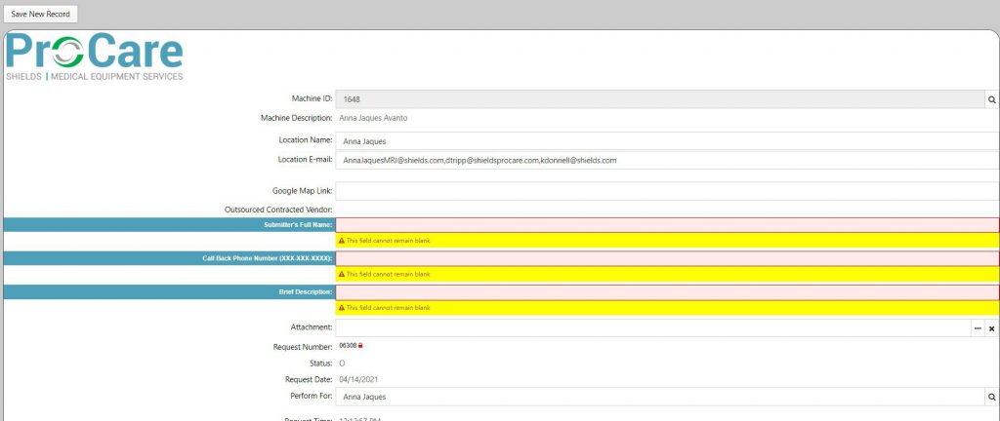 Save New Record
ProCare
SHIELDS | MEDICAL EQUIPMENT SERVICES
Machine ID: 1648
Machine Description: Anna Jaques Avanto
Location Name: Anna Jaques
Location E-mail: AnnaJaquesMRI@shields.com,dtripp@shieldsprocare.com,kdonnell@shields.com
Google Map Link:
Outsourced Contracted Vendor:
Submitter's Full Name:
This field cannot remain blank
Call Back Phone Number (XXX-XXX-XXXX):
This field cannot remain blank
Brief Description:
This field cannot remain blank
Attachment:
Request Number: 06308
Status: O
Request Date: 04/14/2021
Perform For: Anna Jaques
Request Time: 12:12:57 PM